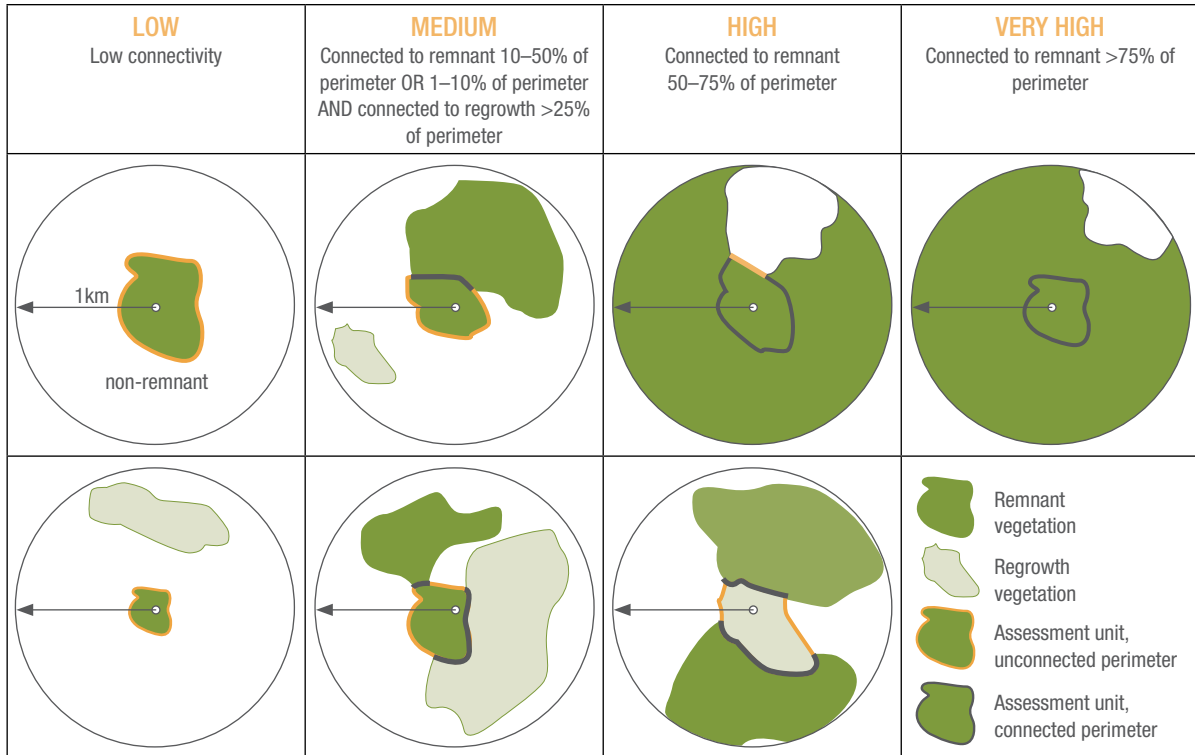 LOW
Low connectivity
MEDIUM
Connected to remnant 10–50% of
perimeter OR 1–10% of perimeter
AND connected to regrowth >25%
of perimeter
HIGH
Connected to remnant
50–75% of perimeter
VERY HIGH
Connected to remnant >75% of
perimeter
1km
non-remnant
Remnant
vegetation
Regrowth
vegetation
Assessment unit,
unconnected perimeter
Assessment unit,
connected perimeter